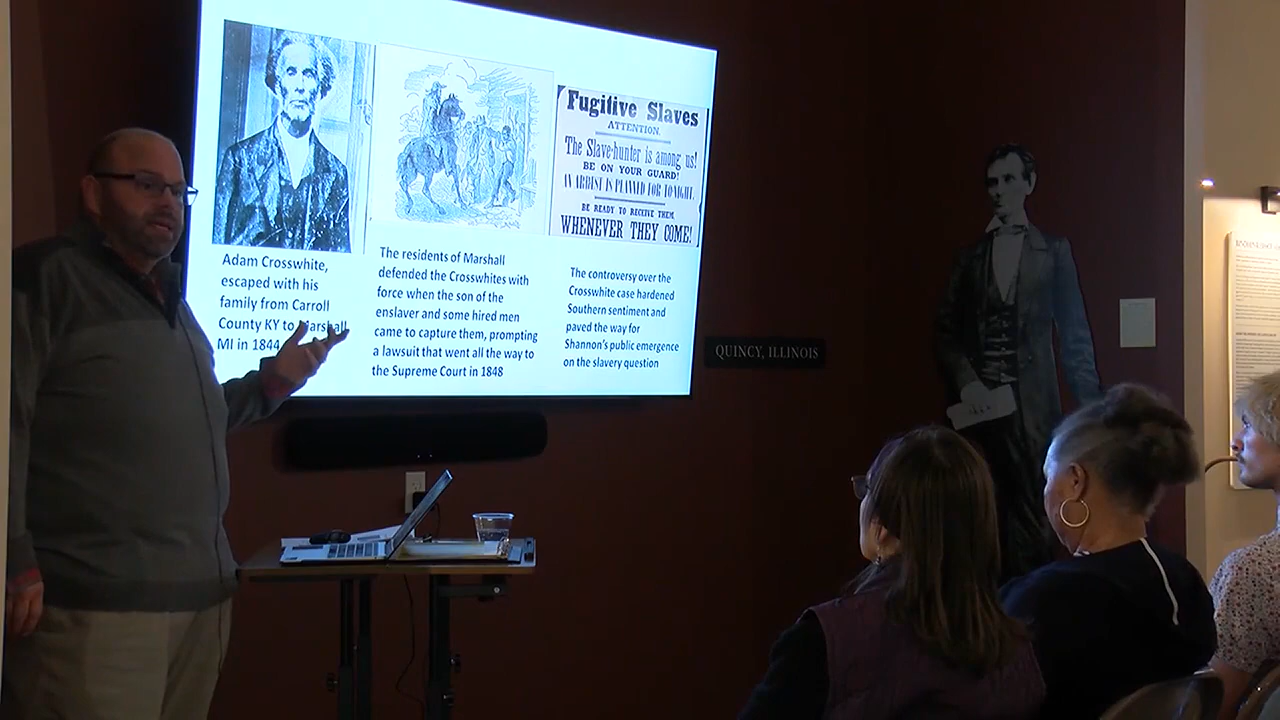 Fugitive Slaves
ATTENTION.
The Slave-hunter is among us!
BE ON YOUR GUARD!
AN ARREST IS PLANNED FOR TONIGHT.
BE READY TO RECEIVE THEM,
WHENEVER THEY COME!
Adam Crosswhite,
escaped with his
family from Carroll
County KY to Marshall
MI in 1844
The residents of Marshall
defended the Crosswhites with
force when the son of the
enslaver and some hired men
came to capture them, prompting
a lawsuit that went all the way to
the Supreme Court in 1848
The controversy over the
Crosswhite case hardened
Southern sentiment and
paved the way for
Shannon's public emergence
on the slavery question
QUINCY, ILLINOIS